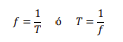 f = 1/T ó T = 1/f